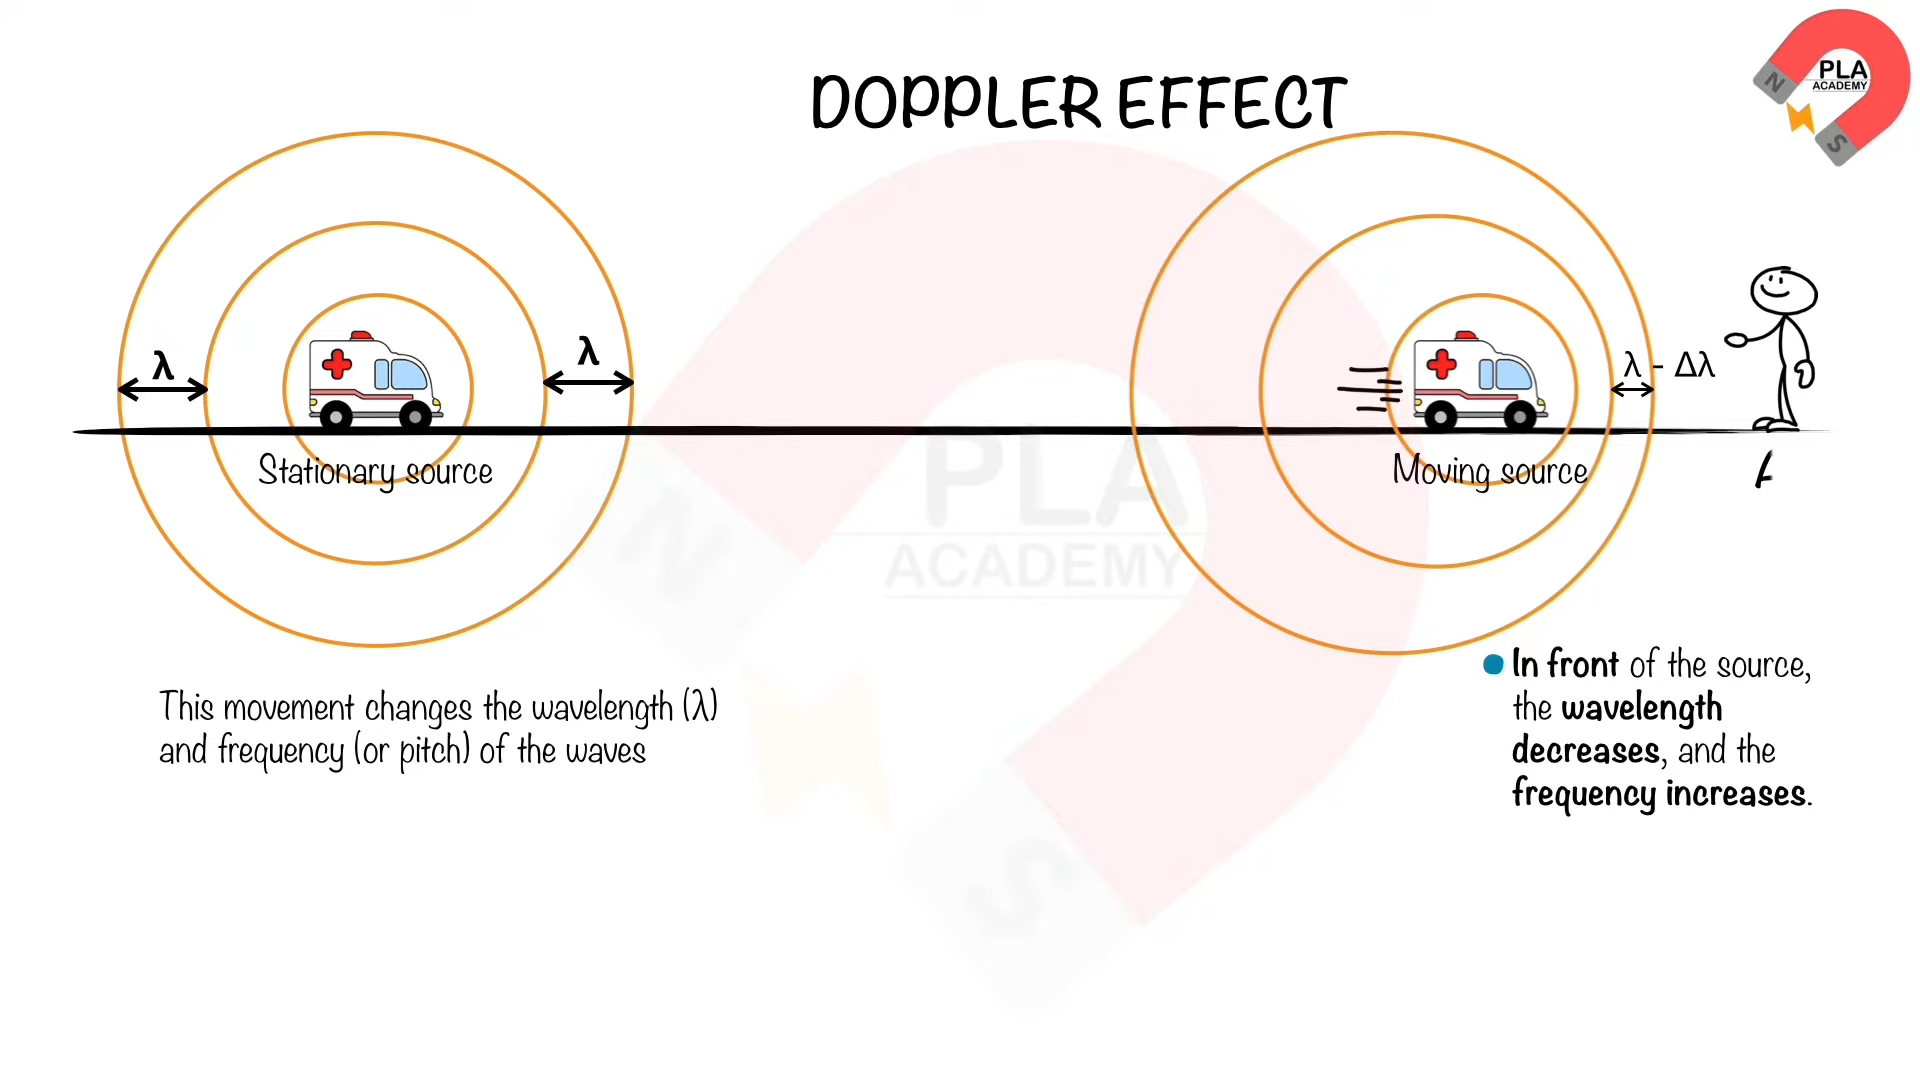 DOPPLER EFFECT
N
PLA
ACADEMY
S
λ
λ
λ - Δλ
Stationary source
Moving source
PLA
ACADEMY
N
S
This movement changes the wavelength (λ)
and frequency (or pitch) of the waves
In front of the source,
the wavelength
decreases, and the
frequency increases.